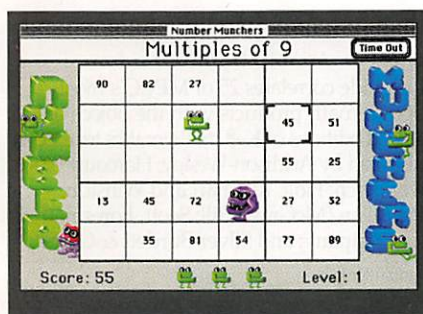 Number Munchers
Multiples of 9
Time Out
NUMBER
MUNCHERS
90 82 27
45 51
55 25
13 45 72 27 32
35 81 54 77 89
Score: 55
Level: 1